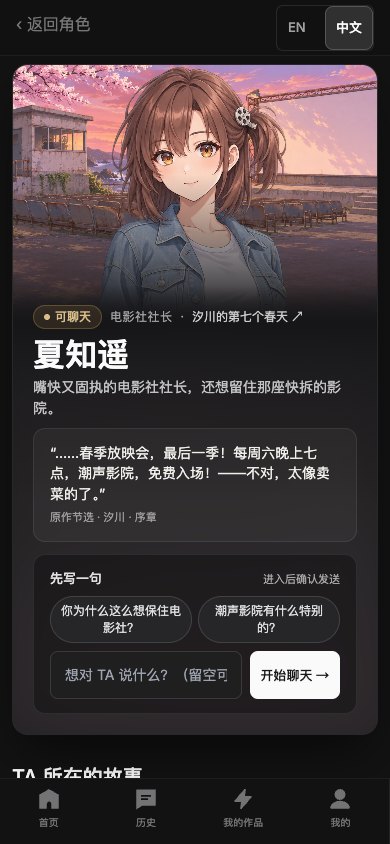 ‹ 返回角色
EN 中文
可聊天 电影社社长 · 汐川的第七个春天 ↗
夏知遥
嘴快又固执的电影社社长，还想留住那座快拆的影
院。
“……春季放映会，最后一季！每周六晚上七
点，潮声影院，免费入场！——不对，太像卖
菜的了。”
原作节选 · 汐川 · 序章
先写一句 进入后确认发送
你为什么这么想保住电
影社？
潮声影院有什么特别
的？
想对 TA 说什么？（留空可
开始聊天 →
TA 所在的故事
首页 历史 我的作品 我的